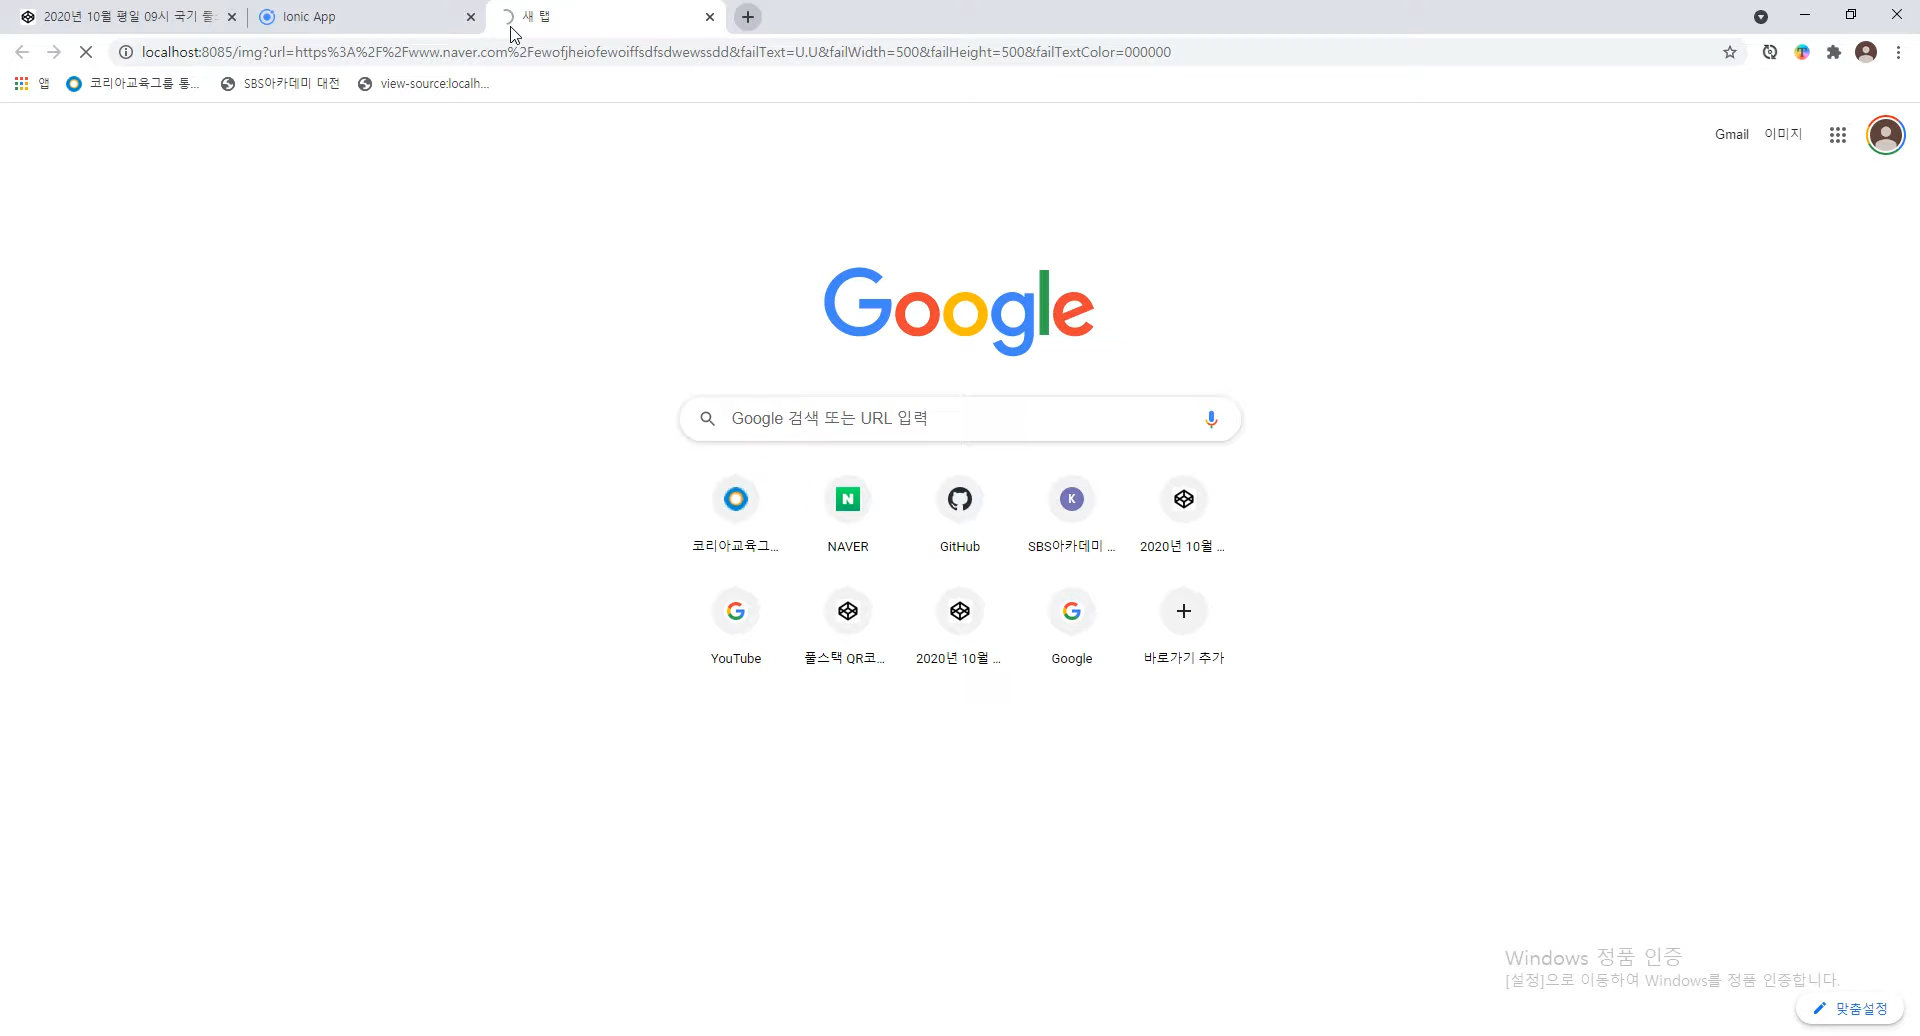 2020년 10월 평일 09시 국기 풀
Ionic App
새 탭
localhost:8085/img?url=https%3A%2F%2Fwww.naver.com%2Fewofjheiofewoiffsdfsdwewssdd&failText=U.U&failWidth=500&failHeight=500&failTextColor=000000
앱
코리아교육그룹 통...
SBS아카데미 대전
view-source:localh...
Gmail 이미지
Google
Google 검색 또는 URL 입력
N K
코리아교육그... NAVER GitHub SBS아카데미 ... 2020년 10월 ...
YouTube 풀스택 QR코... 2020년 10월 ... Google 바로가기 추가
Windows 정품 인증
[설정]으로 이동하여 Windows를 정품 인증합니다.
맞춤설정